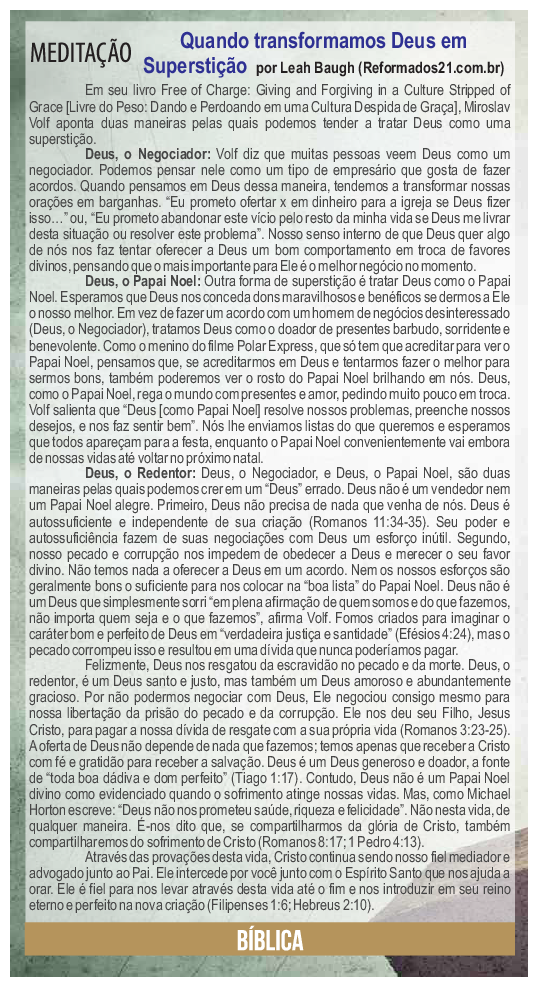 MEDITAÇÃO
Quando transformamos Deus em
Superstição por Leah Baugh (Reformados21.com.br)
Em seu livro Free of Charge: Giving and Forgiving in a Culture Stripped of
Grace [Livre do Peso: Dando e Perdoando em uma Cultura Despida de Graça], Miroslav
Volf aponta duas maneiras pelas quais podemos tender a tratar Deus como uma
superstição.
Deus, o Negociador: Volf diz que muitas pessoas veem Deus como um
negociador. Podemos pensar nele como um tipo de empresário que gosta de fazer
acordos. Quando pensamos em Deus dessa maneira, tendemos a transformar nossas
orações em barganhas. “Eu prometo ofertar x em dinheiro para a igreja se Deus fizer
isso…” ou, “Eu prometo abandonar este vício pelo resto da minha vida se Deus me livrar
desta situação ou resolver este problema”. Nosso senso interno de que Deus quer algo
de nós nos faz tentar oferecer a Deus um bom comportamento em troca de favores
divinos, pensando que o mais importante para Ele é o melhor negócio no momento.
Deus, o Papai Noel: Outra forma de superstição é tratar Deus como o Papai
Noel. Esperamos que Deus nos conceda dons maravilhosos e benéficos se dermos a Ele
o nosso melhor. Em vez de fazer um acordo com um homem de negócios desinteressado
(Deus, o Negociador), tratamos Deus como o doador de presentes barbudo, sorridente e
benevolente. Como o menino do filme Polar Express, que só tem que acreditar para ver o
Papai Noel, pensamos que, se acreditarmos em Deus e tentarmos fazer o melhor para
sermos bons, também poderemos ver o rosto do Papai Noel brilhando em nós. Deus,
como o Papai Noel, rega o mundo com presentes e amor, pedindo muito pouco em troca.
Volf salienta que “Deus [como Papai Noel] resolve nossos problemas, preenche nossos
desejos, e nos faz sentir bem”. Nós lhe enviamos listas do que queremos e esperamos
que todos apareçam para a festa, enquanto o Papai Noel convenientemente vai embora
de nossas vidas até voltar no próximo natal.
Deus, o Redentor: Deus, o Negociador, e Deus, o Papai Noel, são duas
maneiras pelas quais podemos crer em um “Deus” errado. Deus não é um vendedor nem
um Papai Noel alegre. Primeiro, Deus não precisa de nada que venha de nós. Deus é
autossuficiente e independente de sua criação (Romanos 11:34-35). Seu poder e
autossuficiência fazem de suas negociações com Deus um esforço inútil. Segundo,
nosso pecado e corrupção nos impedem de obedecer a Deus e merecer o seu favor
divino. Não temos nada a oferecer a Deus em um acordo. Nem os nossos esforços são
geralmente bons o suficiente para nos colocar na “boa lista” do Papai Noel. Deus não é
um Deus que simplesmente sorri “em plena afirmação de quem somos e do que fazemos,
não importa quem seja e o que fazemos”, afirma Volf. Fomos criados para imaginar o
caráter bom e perfeito de Deus em “verdadeira justiça e santidade” (Efésios 4:24), mas o
pecado corrompeu isso e resultou em uma dívida que nunca poderíamos pagar.
Felizmente, Deus nos resgatou da escravidão no pecado e da morte. Deus, o
redentor, é um Deus santo e justo, mas também um Deus amoroso e abundantemente
gracioso. Por não podermos negociar com Deus, Ele negociou consigo mesmo para
nossa libertação da prisão do pecado e da corrupção. Ele nos deu seu Filho, Jesus
Cristo, para pagar a nossa dívida de resgate com a sua própria vida (Romanos 3:23-25).
A oferta de Deus não depende de nada que fazemos; temos apenas que receber a Cristo
com fé e gratidão para receber a salvação. Deus é um Deus generoso e doador, a fonte
de “toda boa dádiva e dom perfeito” (Tiago 1:17). Contudo, Deus não é um Papai Noel
divino como evidenciado quando o sofrimento atinge nossas vidas. Mas, como Michael
Horton escreve: “Deus não nos prometeu saúde, riqueza e felicidade”. Não nesta vida, de
qualquer maneira. É-nos dito que, se compartilharmos da glória de Cristo, também
compartilharemos do sofrimento de Cristo (Romanos 8:17; 1 Pedro 4:13).
Através das provações desta vida, Cristo continua sendo nosso fiel mediador e
advogado junto ao Pai. Ele intercede por você junto com o Espírito Santo que nos ajuda a
orar. Ele é fiel para nos levar através desta vida até o fim e nos introduzir em seu reino
eterno e perfeito na nova criação (Filipenses 1:6; Hebreus 2:10).
BÍBLICA